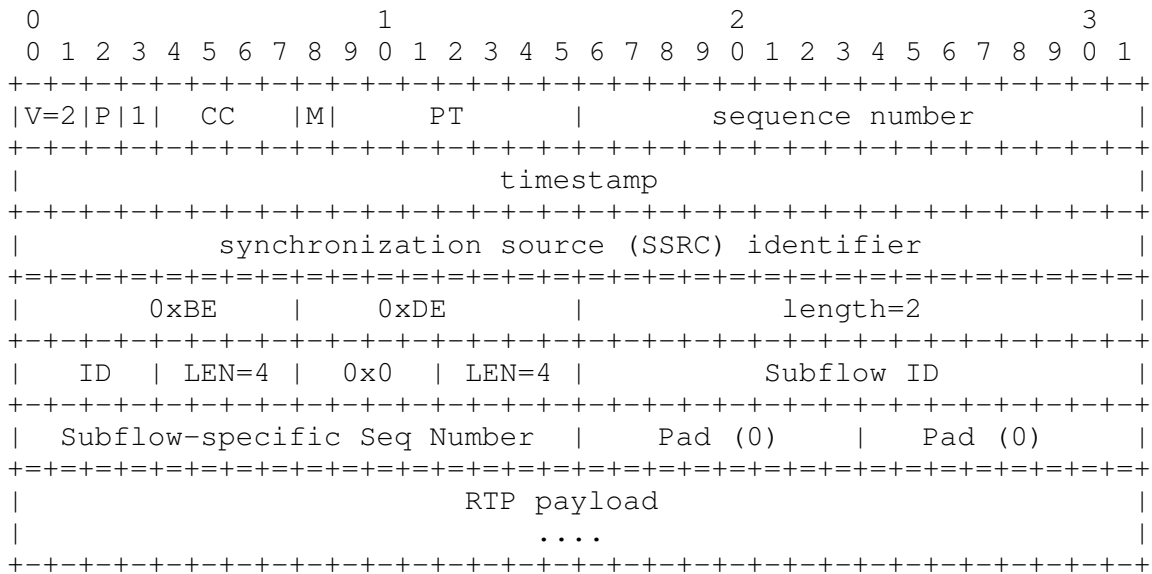 0                   1                   2                   3
 0 1 2 3 4 5 6 7 8 9 0 1 2 3 4 5 6 7 8 9 0 1 2 3 4 5 6 7 8 9 0 1
+-+-+-+-+-+-+-+-+-+-+-+-+-+-+-+-+-+-+-+-+-+-+-+-+-+-+-+-+-+-+-+-+
|V=2|P|1|  CC   |M|     PT      |       sequence number         |
+-+-+-+-+-+-+-+-+-+-+-+-+-+-+-+-+-+-+-+-+-+-+-+-+-+-+-+-+-+-+-+-+
|                           timestamp                           |
+-+-+-+-+-+-+-+-+-+-+-+-+-+-+-+-+-+-+-+-+-+-+-+-+-+-+-+-+-+-+-+-+
|           synchronization source (SSRC) identifier            |
+=+=+=+=+=+=+=+=+=+=+=+=+=+=+=+=+=+=+=+=+=+=+=+=+=+=+=+=+=+=+=+=+
|       0xBE    |    0xDE       |           length=2            |
+-+-+-+-+-+-+-+-+-+-+-+-+-+-+-+-+-+-+-+-+-+-+-+-+-+-+-+-+-+-+-+-+
|   ID  | LEN=4 |  0x0  | LEN=4 |          Subflow ID           |
+-+-+-+-+-+-+-+-+-+-+-+-+-+-+-+-+-+-+-+-+-+-+-+-+-+-+-+-+-+-+-+-+
|  Subflow-specific Seq Number  |    Pad (0)    |   Pad (0)     |
+=+=+=+=+=+=+=+=+=+=+=+=+=+=+=+=+=+=+=+=+=+=+=+=+=+=+=+=+=+=+=+=+
|                         RTP payload                           |
|                             ....                              |
+-+-+-+-+-+-+-+-+-+-+-+-+-+-+-+-+-+-+-+-+-+-+-+-+-+-+-+-+-+-+-+-+